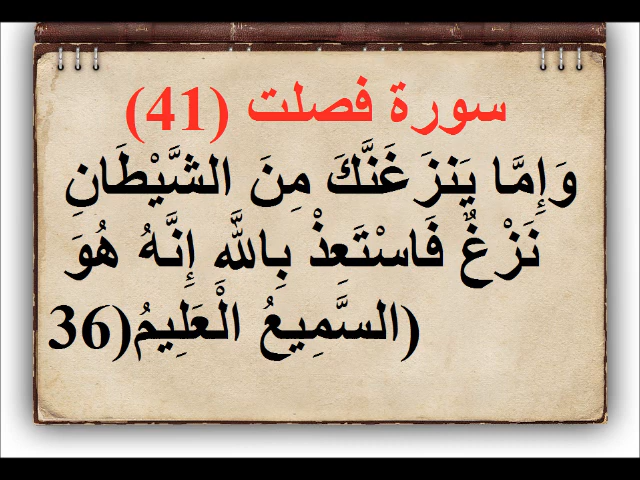 سورة فصلت (41)
وَإِمَّا يَنزَغَنَّكَ مِنَ الشَّيْطَانِ
نَزْغٌ فَاسْتَعِذْ بِاللَّهِ إِنَّهُ هُوَ
(السَّمِيعُ الْعَلِيمُ(36